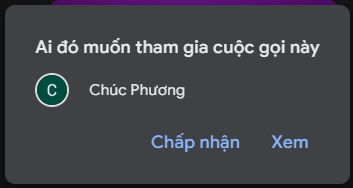 Ai đó muốn tham gia cuộc gọi này
C Chúc Phương
Chấp nhận Xem